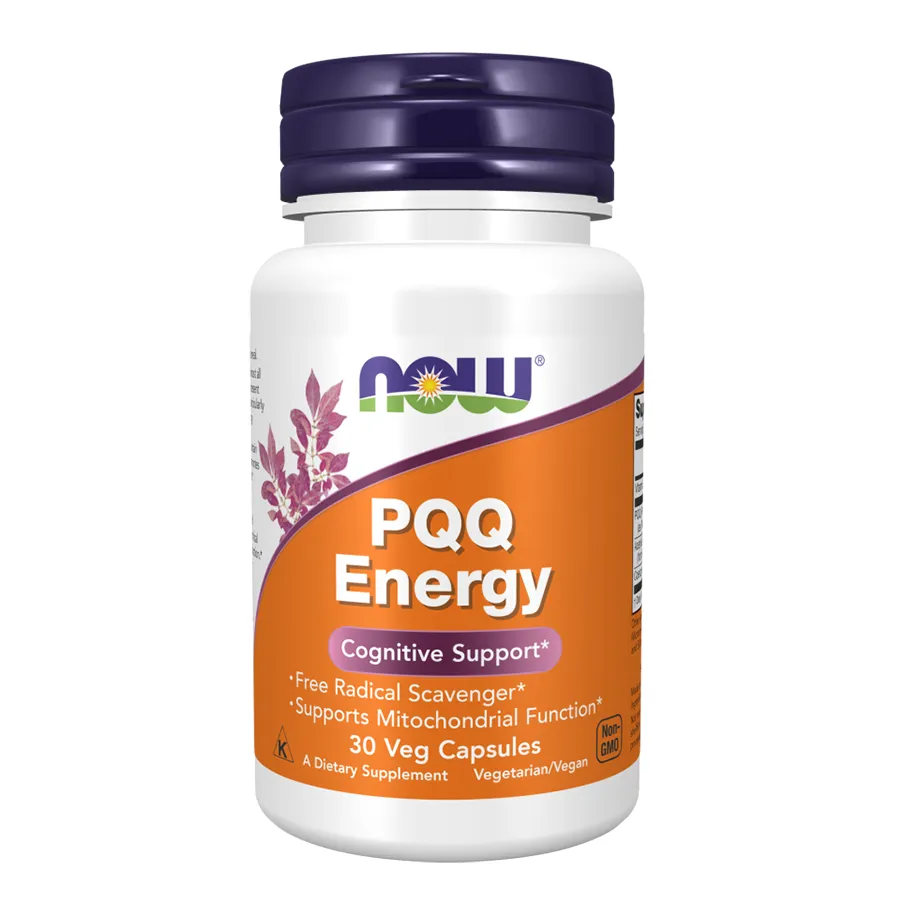 now®
PQQ
Energy
Cognitive Support*
•Free Radical Scavenger*
•Supports Mitochondrial Function*
30 Veg Capsules
K
A Dietary Supplement
Vegetarian/Vegan
Non-
GMO